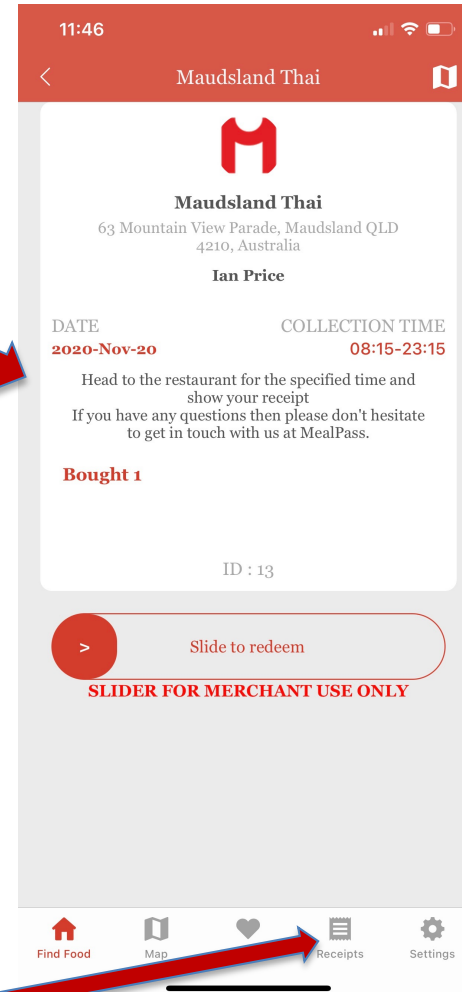 11:46
Maudsland Thai
Maudsland Thai
63 Mountain View Parade, Maudsland QLD
4210, Australia
Ian Price
DATE
COLLECTION TIME
2020-Nov-20
08:15-23:15
Head to the restaurant for the specified time and
show your receipt
If you have any questions then please don't hesitate
to get in touch with us at MealPass.
Bought 1
ID : 13
> Slide to redeem
SLIDER FOR MERCHANT USE ONLY
Find Food
Map
Receipts
Settings